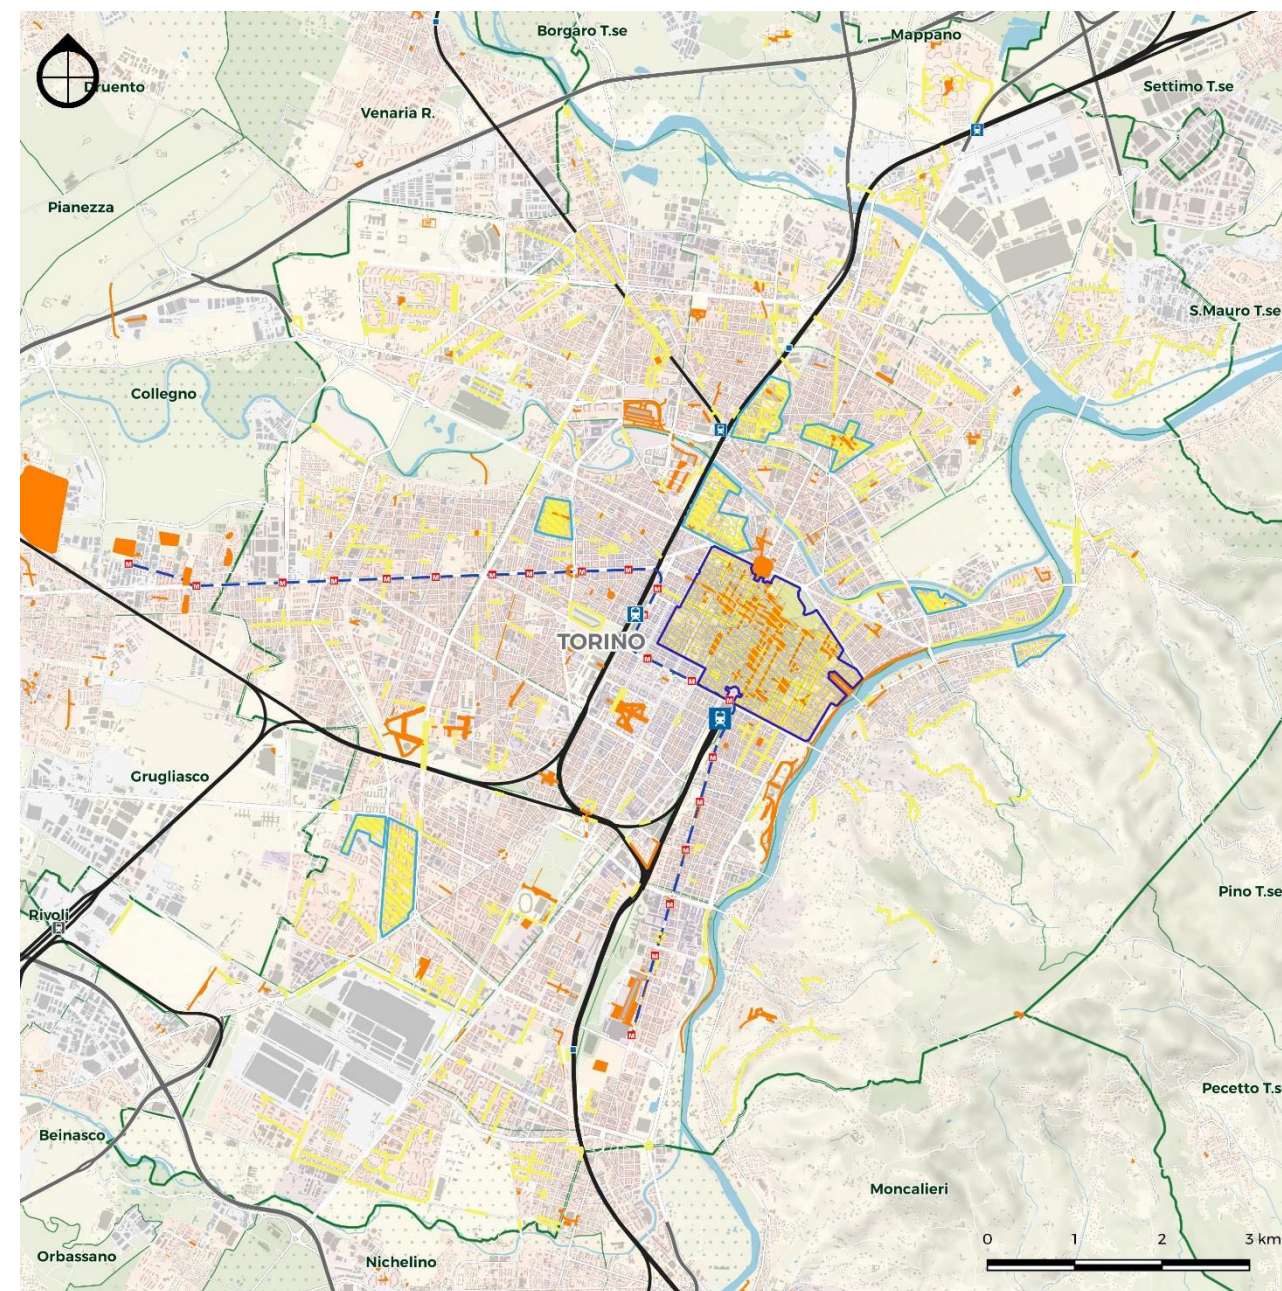 Borgaro T.se
Mappano
Druento
Settimo T.se
Venaria R.
Pianezza
S.Mauro T.se
Collegno
M
M
M
M
M
M
M
M
M
M
M
M
TORINO
M
M
M
M
Grugliasco
M
M
Pino T.se
Rivoli
M
M
M
Pecetto T.s
Beinasco
Moncalieri
0 1 2 3 km
Orbassano
Nichelino